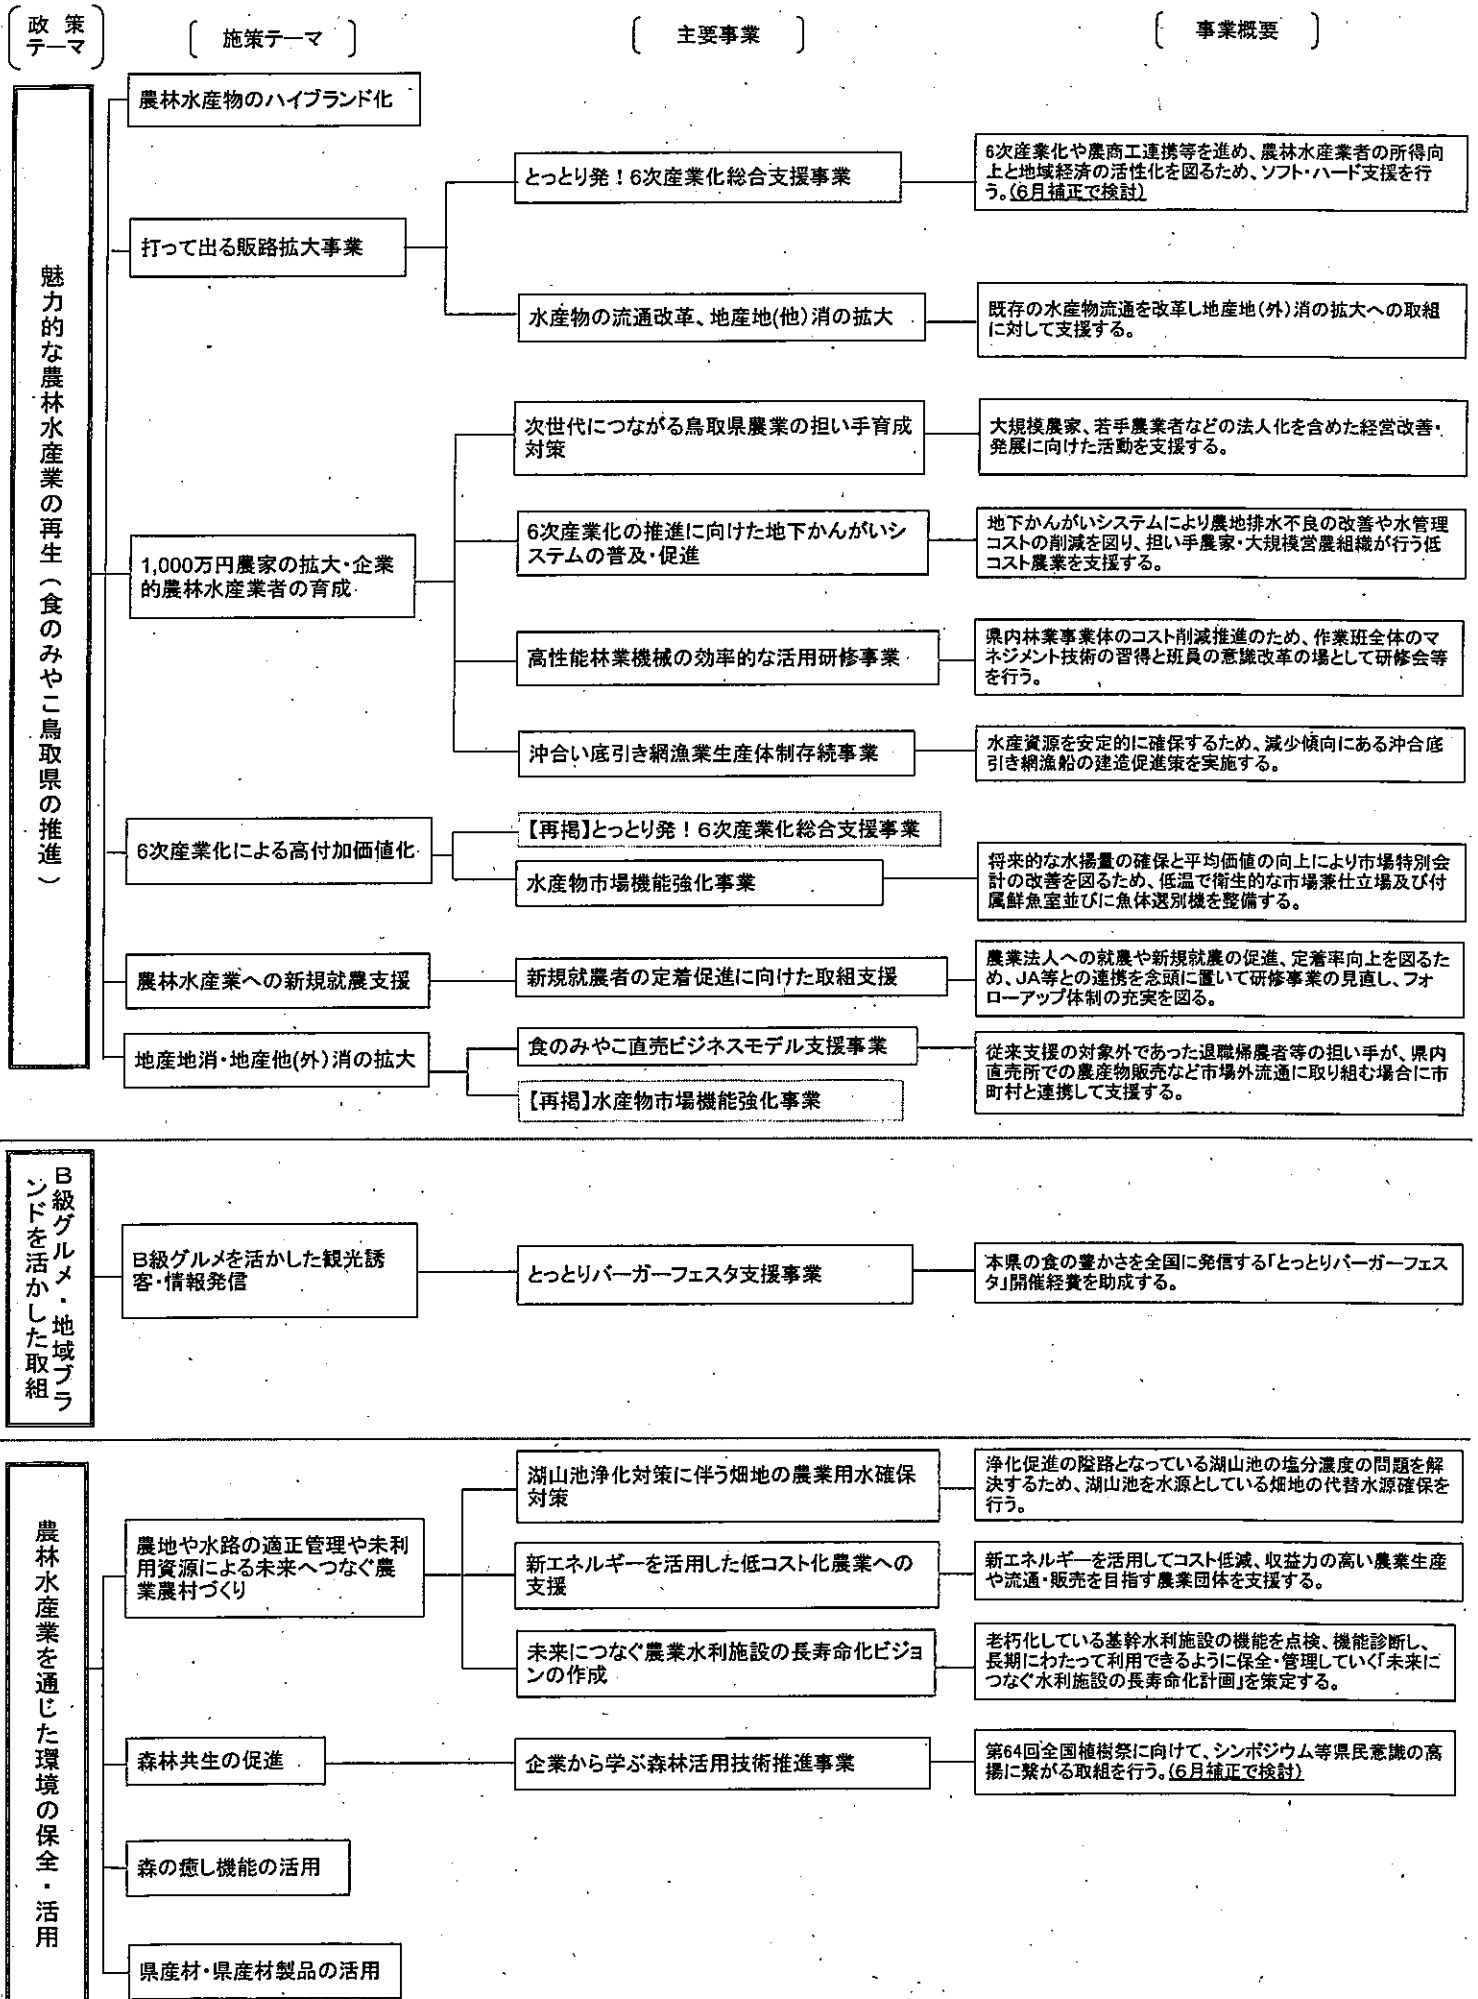 政策
テーマ
施策テーマ
主要事業
事業概要
魅力的な農林水産業の再生(食のみやこ鳥取県の推進)
農林水産物のハイブランド化
打って出る販路拡大事業
とっとり発!6次産業化総合支援事業
6次産業化や農商工連携等を進め、農林水産業者の所得向
上と地域経済の活性化を図るため、ソフト・ハード支援を行
う。(6月補正で検討)
水産物の流通改革、地産地(他)消の拡大
既存の水産物流通を改革し地産地(外)消の拡大への取組
に対して支援する。
1,000万円農家の拡大・企業
的農林水産業者の育成
次世代につながる鳥取県農業の担い手育成
対策
大規模農家、若手農業者などの法人化を含めた経営改善・
発展に向けた活動を支援する。
6次産業化の推進に向けた地下かんがいシ
ステムの普及・促進
地下かんがいシステムにより農地排水不良の改善や水管理
コストの削減を図り、担い手農家・大規模営農組織が行う低
コスト農業を支援する。
高性能林業機械の効率的な活用研修事業
県内林業事業体のコスト削減推進のため、作業班全体のマ
ネジメント技術の習得と班員の意識改革の場として研修会等
を行う。
沖合い底引き網漁業生産体制存続事業
水産資源を安定的に確保するため、減少傾向にある沖合底
引き網漁船の建造促進策を実施する。
6次産業化による高付加価値化
【再掲】とっとり発!6次産業化総合支援事業
水産物市場機能強化事業
将来的な水揚量の確保と平均価値の向上により市場特別会
計の改善を図るため、低温で衛生的な市場兼仕立場及び付
属鮮魚室並びに魚体選別機を整備する。
農林水産業への新規就農支援
新規就農者の定着促進に向けた取組支援
農業法人への就農や新規就農の促進、定着率向上を図るた
め、JA等との連携を念頭に置いて研修事業の見直し、フォ
ローアップ体制の充実を図る。
地産地消・地産他(外)消の拡大
食のみやこ直売ビジネスモデル支援事業
従来支援の対象外であった退職帰農者等の担い手が、県内
直売所での農産物販売など市場外流通に取り組む場合に市
町村と連携して支援する。
【再掲】水産物市場機能強化事業
B級グルメ・地域ブラ
ンドを活かした取組
B級グルメを活かした観光誘
客・情報発信
とっとりバーガーフェスタ支援事業
本県の食の豊かさを全国に発信する「とっとりバーガーフェス
タ」開催経費を助成する。
農林水産業を通じた環境の保全・活用
農地や水路の適正管理や未利
用資源による未来へつなぐ農
業農村づくり
湖山池浄化対策に伴う畑地の農業用水確保
対策
浄化促進の隘路となっている湖山池の塩分濃度の問題を解
決するため、湖山池を水源としている畑地の代替水源確保を
行う。
新エネルギーを活用した低コスト化農業への
支援
新エネルギーを活用してコスト低減、収益力の高い農業生産
や流通・販売を目指す農業団体を支援する。
未来につなぐ農業水利施設の長寿命化ビジョ
ンの作成
老朽化している基幹水利施設の機能を点検、機能診断し、
長期にわたって利用できるように保全・管理していく「未来に
つなぐ水利施設の長寿命化計画」を策定する。
森林共生の促進
企業から学ぶ森林活用技術推進事業
第64回全国植樹祭に向けて、シンポジウム等県民意識の高
揚に繋がる取組を行う。(6月補正で検討)
森の癒し機能の活用
県産材・県産材製品の活用